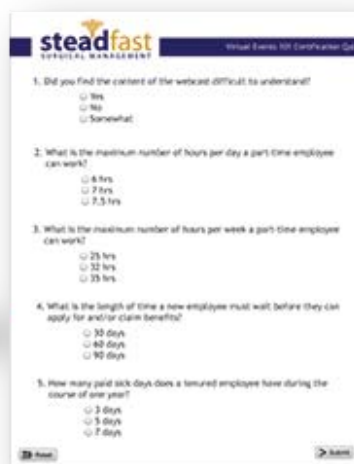 steadfast
SURGICAL MANAGEMENT
Virtual Events 101 Certification Qui
1. Did you find the content of the webcast difficult to understand?
Yes
No
Somewhat
2. What is the maximum number of hours per day a part-time employee
can work?
6 hrs
7 hrs
7.5 hrs
3. What is the maximum number of hours per week a part-time employee
can work?
25 hrs
32 hrs
35 hrs
4. What is the length of time a new employee must wait before they can
apply for and/or claim benefits?
30 days
60 days
90 days
5. How many paid sick days does a tenured employee have during the
course of one year?
3 days
5 days
7 days
Reset
Submit